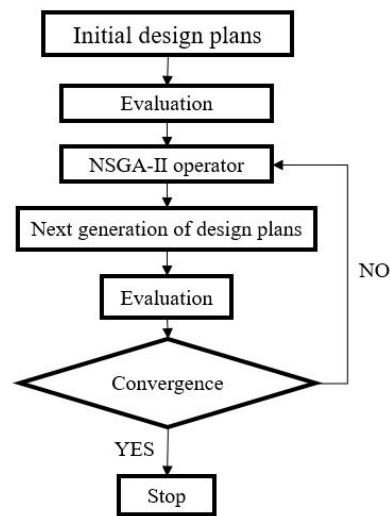 Initial design plans
Evaluation
NSGA-II operator
Next generation of design plans
NO
Evaluation
Convergence
YES
Stop